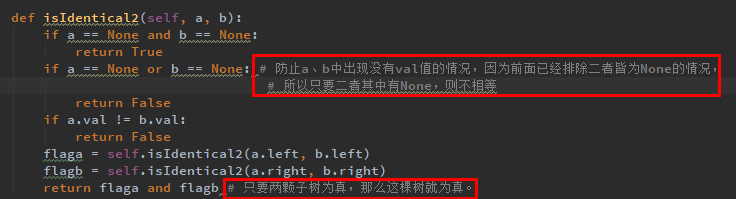 def isIdentical2(self, a, b):
    if a == None and b == None:
        return True
    if a == None or b == None: # 防止a、b中出现没有val值的情况，因为前面已经排除二者皆为None的情况，
                               # 所以只要二者其中有None，则不相等
        return False
    if a.val != b.val:
        return False
    flaga = self.isIdentical2(a.left, b.left)
    flagb = self.isIdentical2(a.right, b.right)
    return flaga and flagb # 只要两颗子树为真，那么这棵树就为真。